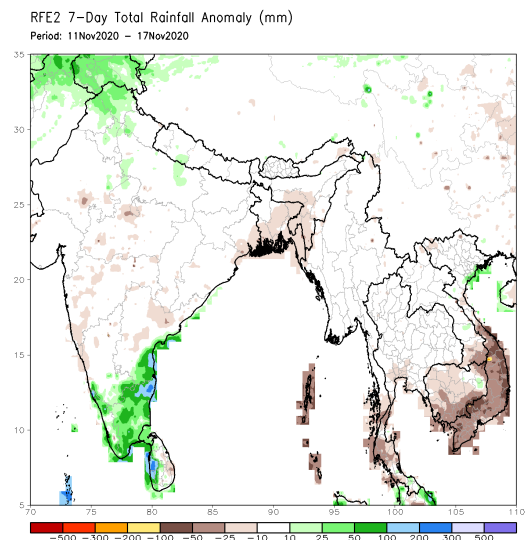 RFE2 7-Day Total Rainfall Anomaly (mm)
Period: 11Nov2020 - 17Nov2020
35
30
25
20
15
10
5
70 75 80 85 90 95 100 105 110
-500 -300 -200 -100 -50 -25 -10 10 25 50 100 200 300 500